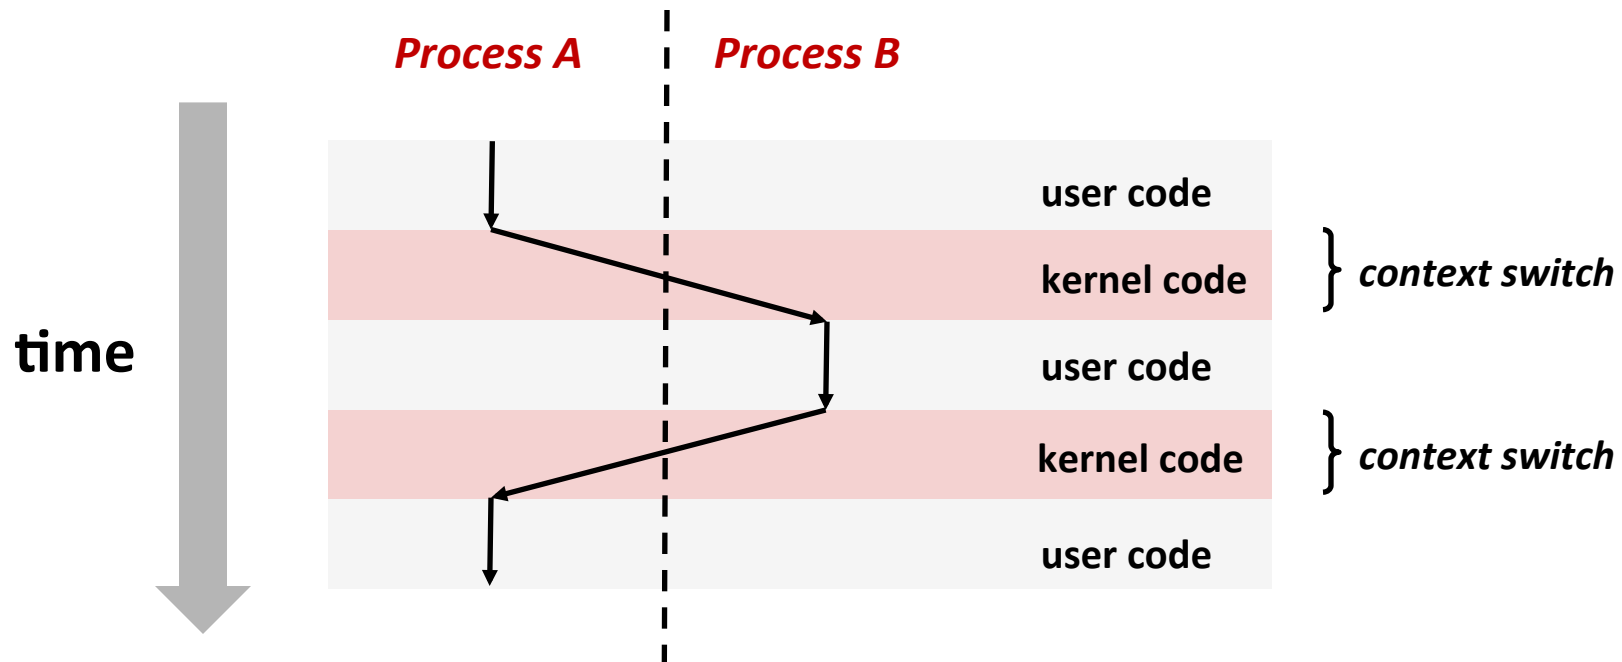 Process A
Process B
user code
kernel code
context switch
time
user code
kernel code
context switch
user code